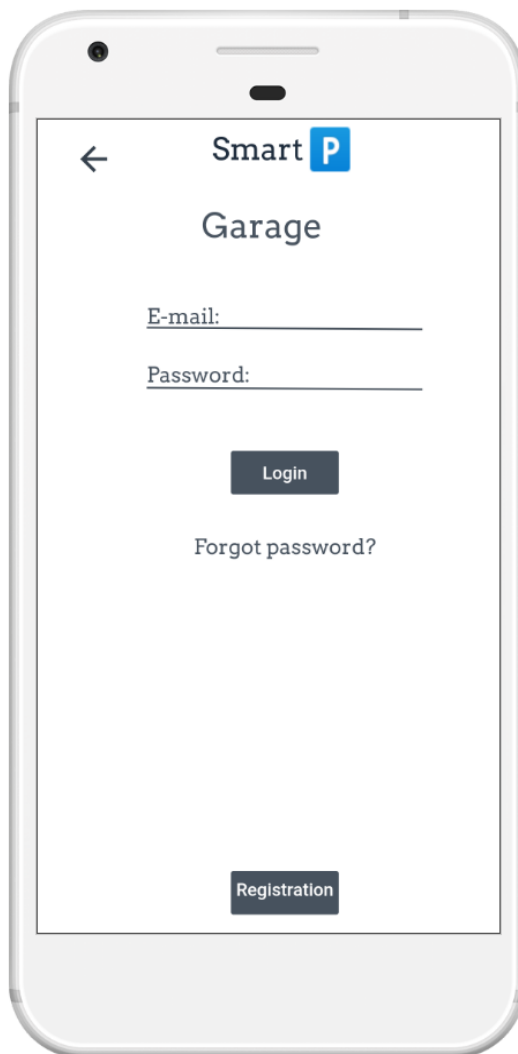 Smart P
Garage
E-mail:
Password:
Login
Forgot password?
Registration